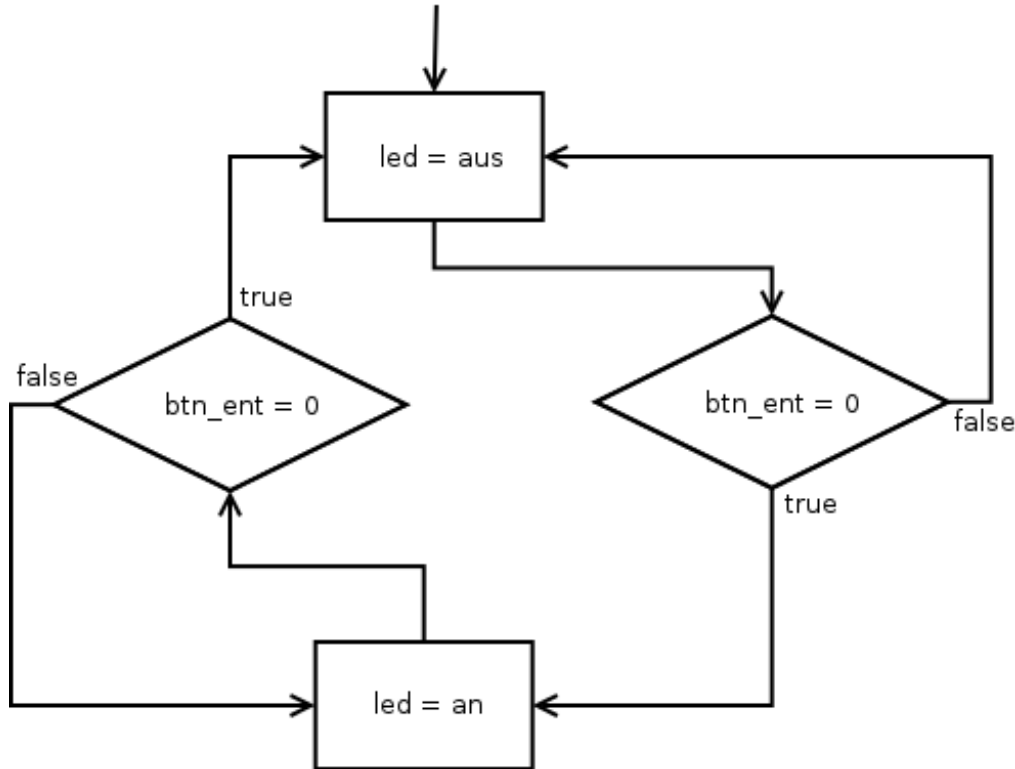 led = aus
true
false
btn_ent = 0
btn_ent = 0
false
true
led = an